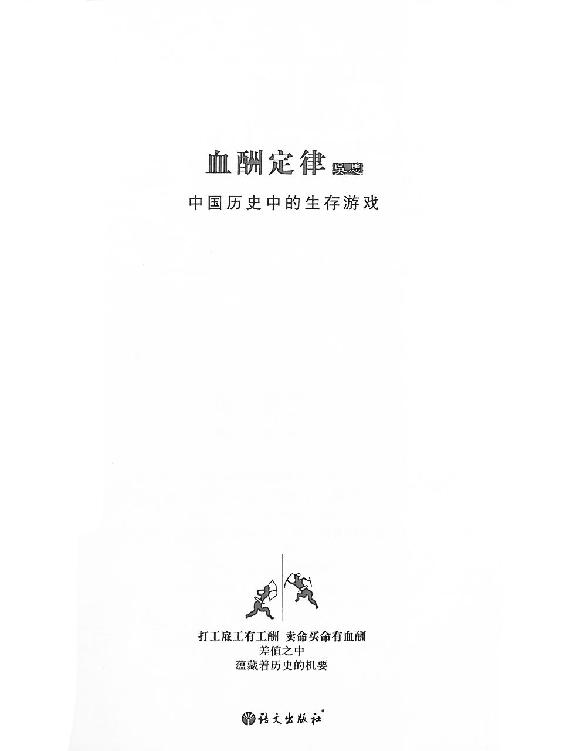 血酬定律
中国历史中的生存游戏
打工雇工有工酬 卖命买命有血酬
差值之中
蕴藏着历史的机要
语文出版社